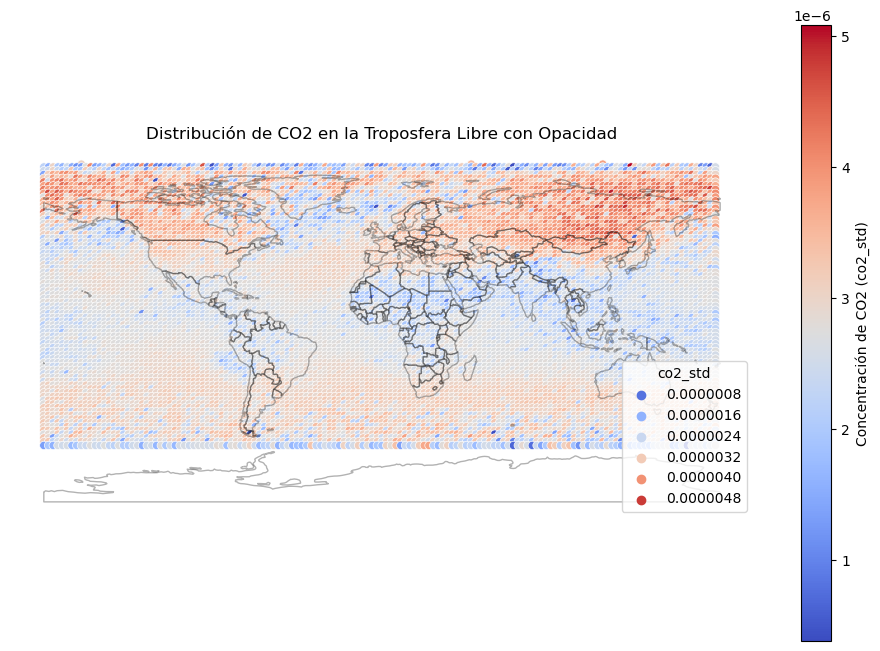 1e−6
Distribución de CO2 en la Troposfera Libre con Opacidad
5
4
3
2
1
Concentración de CO2 (co2_std)
co2_std
0.0000008
0.0000016
0.0000024
0.0000032
0.0000040
0.0000048